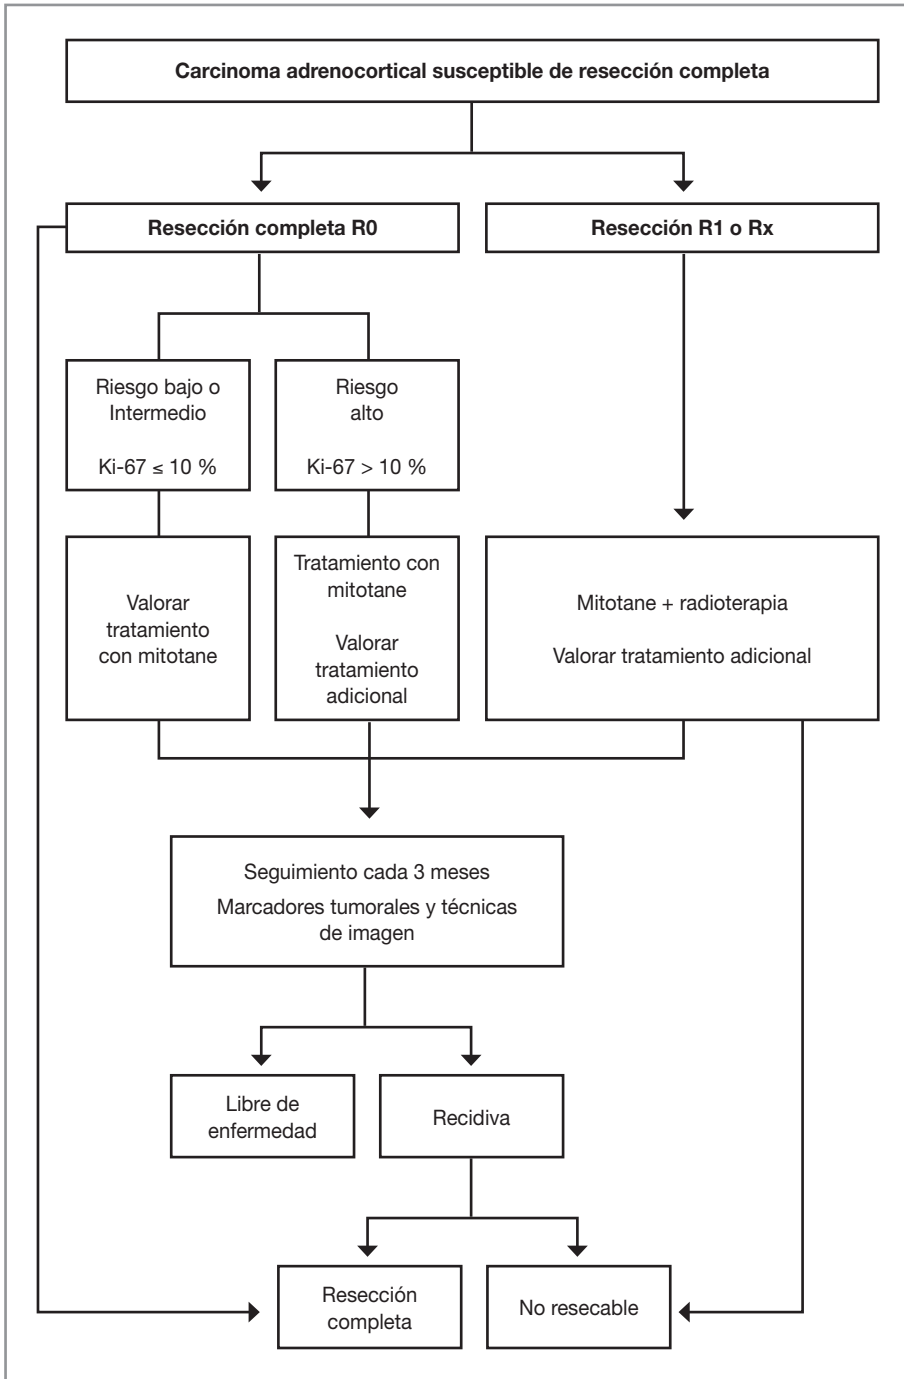 Carcinoma adrenocortical susceptible de resección completa
Resección completa R0
Resección R1 o Rx
Riesgo bajo o
Intermedio
Ki-67 ≤ 10 %
Riesgo
alto
Ki-67 > 10 %
Valorar
tratamiento
con mitotane
Tratamiento con
mitotane
Valorar
tratamiento
adicional
Mitotane + radioterapia
Valorar tratamiento adicional
Seguimiento cada 3 meses
Marcadores tumorales y técnicas
de imagen
Libre de
enfermedad
Recidiva
Resección
completa
No resecable